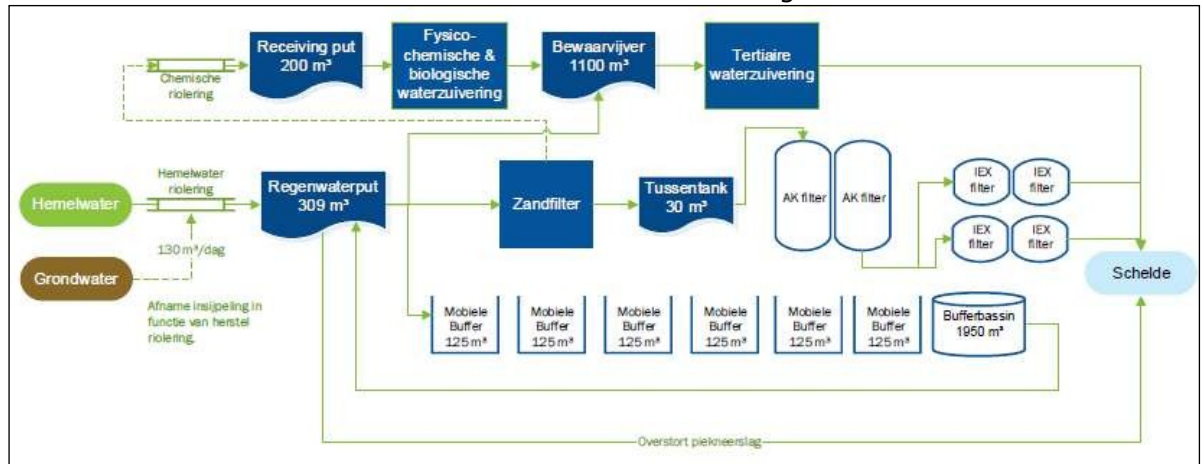 Receiving put
200 m³
Fysico-
chemische &
biologische
waterzuivering
Bewaarvijver
1100 m³
Tertiaire
waterzuivering
Chemische
riolering
Hemelwater
riolering
Hemelwater
Regenwaterput
309 m³
Zandfilter
Tussentank
30 m³
AK filter
AK filter
IEX
filter
IEX
filter
IEX
filter
IEX
filter
130 m³/dag
Grondwater
Afname insijpeling in
functie van herstel
riolering.
Mobiele
Buffer
125 m³
Mobiele
Buffer
125 m³
Mobiele
Buffer
125 m³
Mobiele
Buffer
125 m³
Mobiele
Buffer
125 m³
Mobiele
Buffer
125 m³
Bufferbassin
1950 m³
Schelde
Overstort piekneerslag